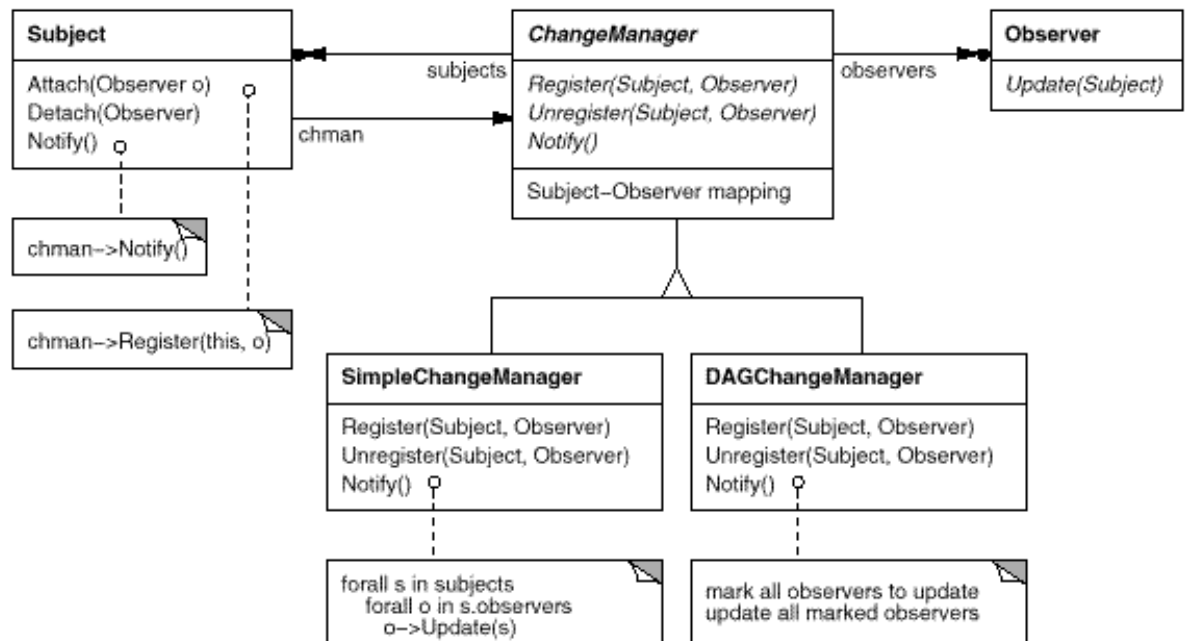 Subject
Attach(Observer o)
Detach(Observer)
Notify()
chman->Notify()
chman->Register(this, o)
subjects
chman
ChangeManager
Register(Subject, Observer)
Unregister(Subject, Observer)
Notify()
Subject-Observer mapping
observers
Observer
Update(Subject)
SimpleChangeManager
Register(Subject, Observer)
Unregister(Subject, Observer)
Notify()
forall s in subjects
forall o in s.observers
o->Update(s)
DAGChangeManager
Register(Subject, Observer)
Unregister(Subject, Observer)
Notify()
mark all observers to update
update all marked observers